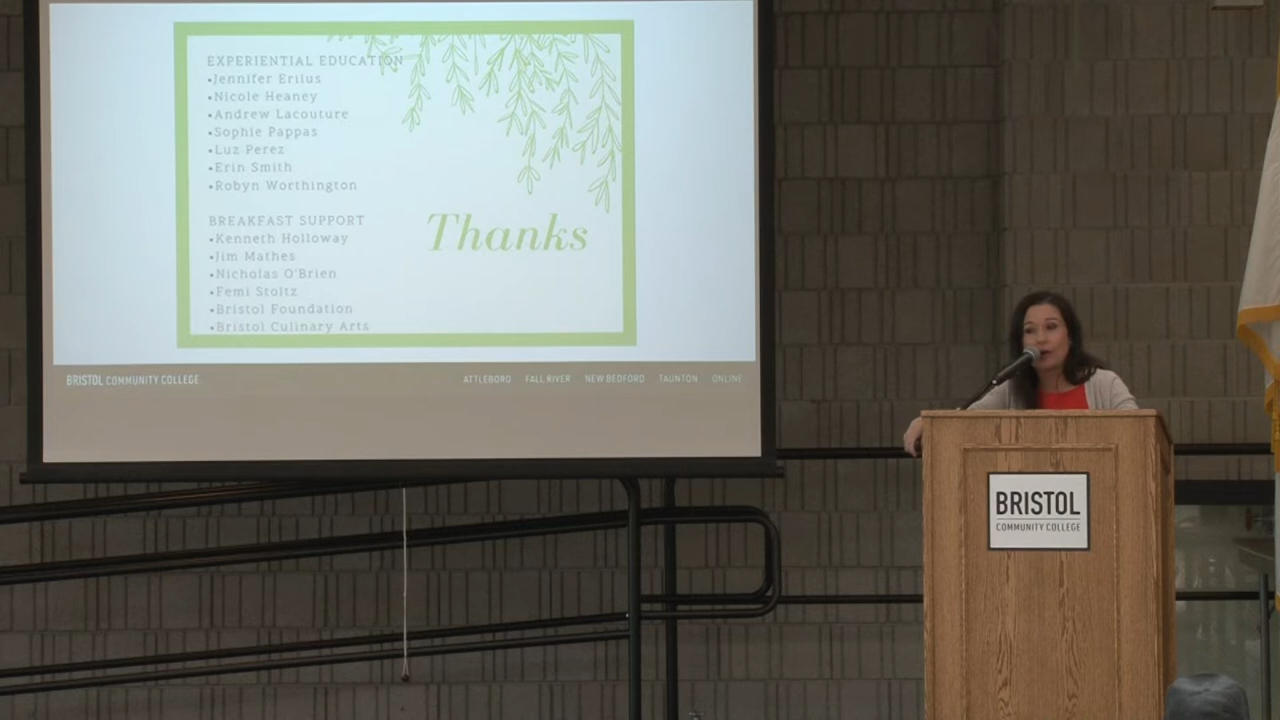 EXPERIENTIAL EDUCATION
•Jennifer Erilus
•Nicole Heaney
•Andrew Lacouture
•Sophie Pappas
•Luz Perez
•Erin Smith
•Robyn Worthington
BREAKFAST SUPPORT
•Kenneth Holloway
•Jim Mathes
•Nicholas O'Brien
•Femi Stoltz
•Bristol Foundation
•Bristol Culinary Arts
Thanks
BRISTOL COMMUNITY COLLEGE
ATTLEBORO FALL RIVER NEW BEDFORD TAUNTON ONLINE
BRISTOL
COMMUNITY COLLEGE